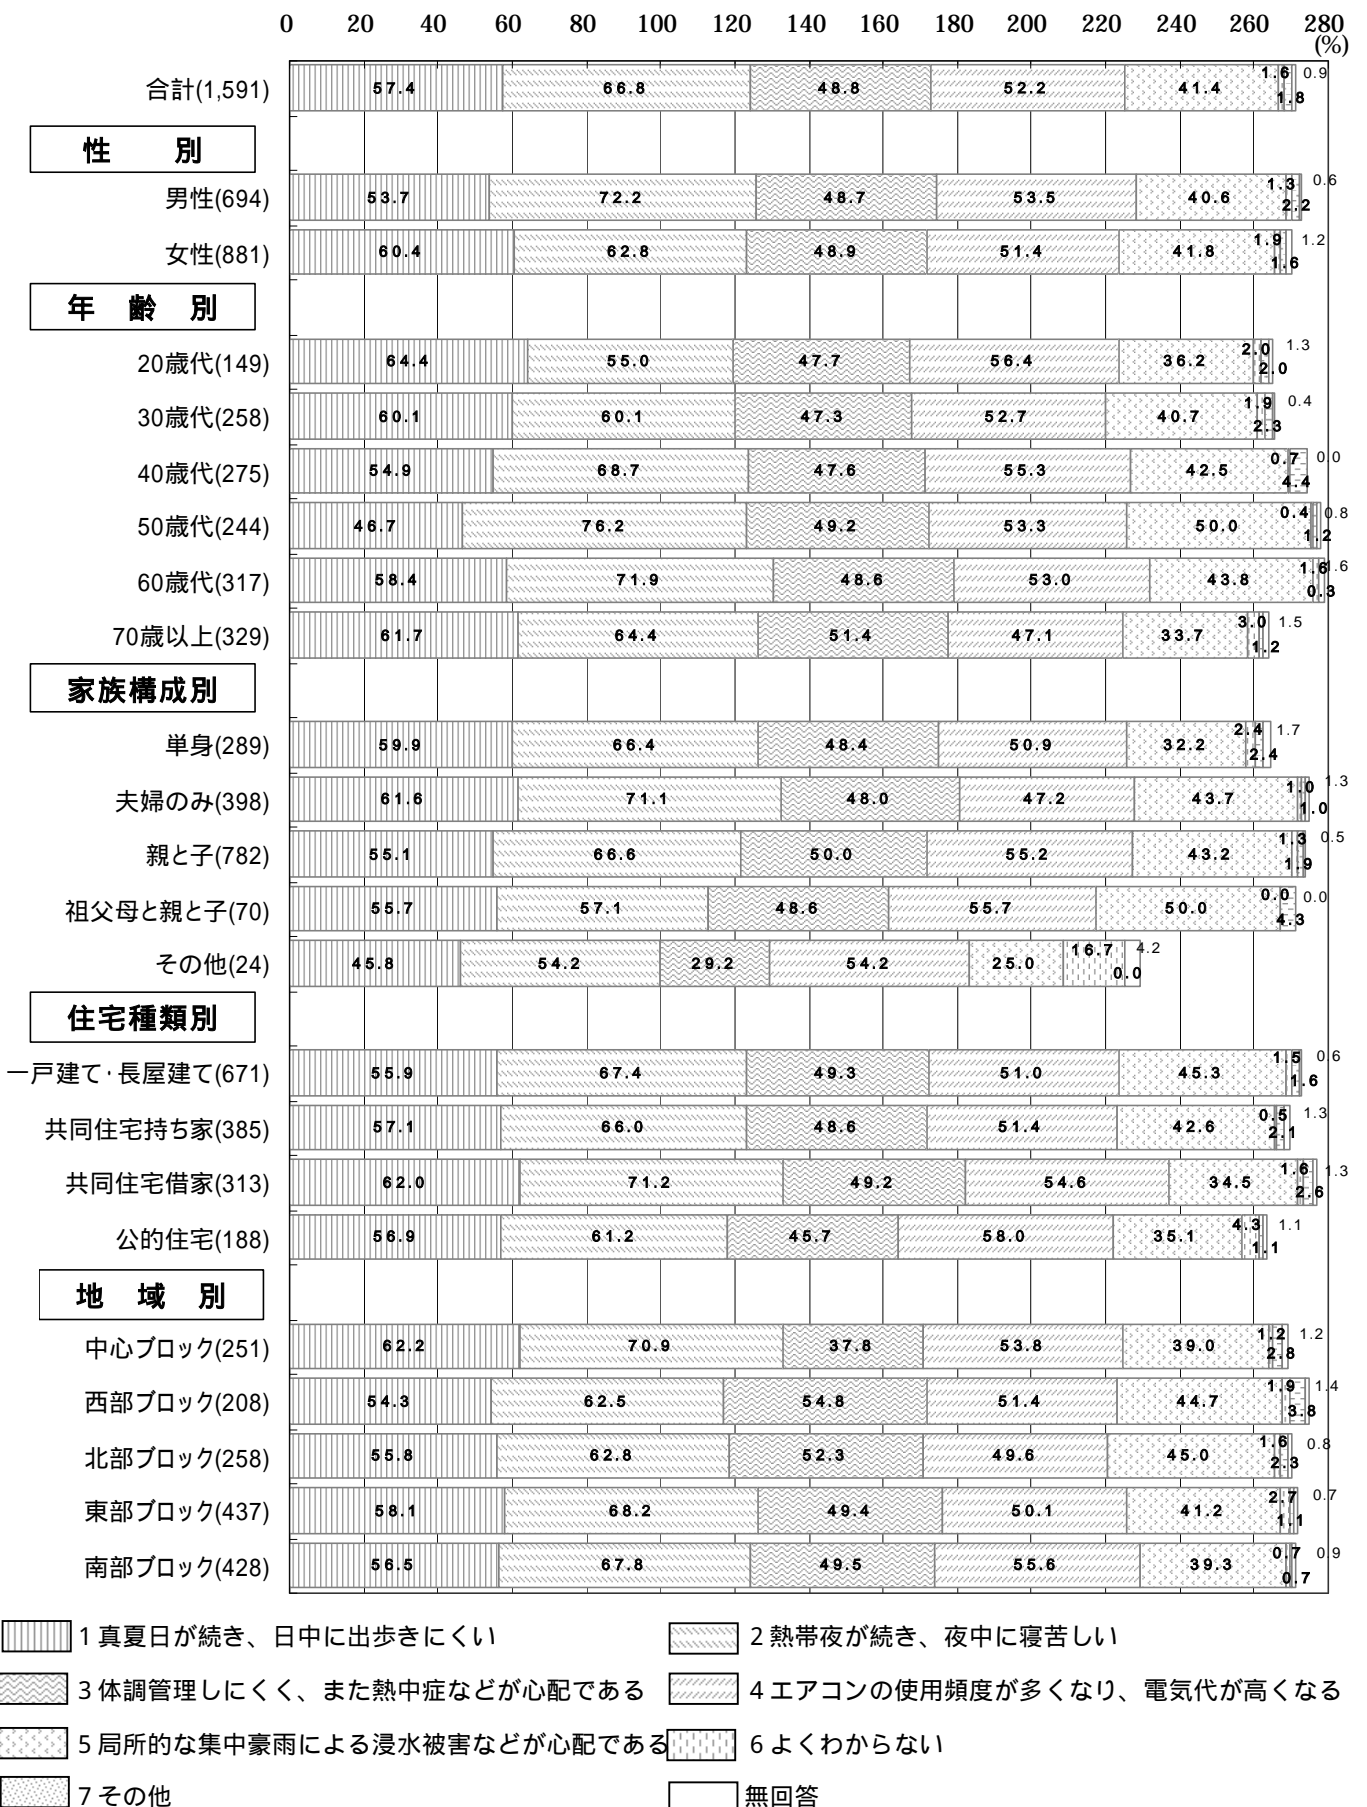 0 20 40 60 80 100 120 140 160 180 200 220 240 260 280
(%)
合計(1,591) 57.4 66.8 48.8 52.2 41.4 1.6 1.8 0.9
性 別
男性(694) 53.7 72.2 48.7 53.5 40.6 1.3 2.2 0.6
女性(881) 60.4 62.8 48.9 51.4 41.8 1.9 1.6 1.2
年 齢 別
20歳代(149) 64.4 55.0 47.7 56.4 36.2 2.0 2.0 1.3
30歳代(258) 60.1 60.1 47.3 52.7 40.7 1.9 2.3 0.4
40歳代(275) 54.9 68.7 47.6 55.3 42.5 0.7 4.4 0.0
50歳代(244) 46.7 76.2 49.2 53.3 50.0 0.4 1.2 0.8
60歳代(317) 58.4 71.9 48.6 53.0 43.8 1.6 0.3 1.6
70歳以上(329) 61.7 64.4 51.4 47.1 33.7 3.0 1.2 1.5
家族構成別
単身(289) 59.9 66.4 48.4 50.9 32.2 2.4 2.4 1.7
夫婦のみ(398) 61.6 71.1 48.0 47.2 43.7 1.0 1.0 1.3
親と子(782) 55.1 66.6 50.0 55.2 43.2 1.3 1.9 0.5
祖父母と親と子(70) 55.7 57.1 48.6 55.7 50.0 0.0 4.3 0.0
その他(24) 45.8 54.2 29.2 54.2 25.0 16.7 0.0 4.2
住宅種類別
一戸建て・長屋建て(671) 55.9 67.4 49.3 51.0 45.3 1.5 1.6 0.6
共同住宅持ち家(385) 57.1 66.0 48.6 51.4 42.6 0.5 2.1 1.3
共同住宅借家(313) 62.0 71.2 49.2 54.6 34.5 1.6 2.6 1.3
公的住宅(188) 56.9 61.2 45.7 58.0 35.1 4.3 1.1 1.1
地 域 別
中心ブロック(251) 62.2 70.9 37.8 53.8 39.0 1.2 2.8 1.2
西部ブロック(208) 54.3 62.5 54.8 51.4 44.7 1.9 3.8 1.4
北部ブロック(258) 55.8 62.8 52.3 49.6 45.0 1.6 2.3 0.8
東部ブロック(437) 58.1 68.2 49.4 50.1 41.2 2.7 1.1 0.7
南部ブロック(428) 56.5 67.8 49.5 55.6 39.3 0.7 0.7 0.9
1 真夏日が続き、日中に出歩きにくい 2 熱帯夜が続き、夜中に寝苦しい
3 体調管理しにくく、また熱中症などが心配である 4 エアコンの使用頻度が多くなり、電気代が高くなる
5 局所的な集中豪雨による浸水被害などが心配である 6 よくわからない
7 その他 無回答